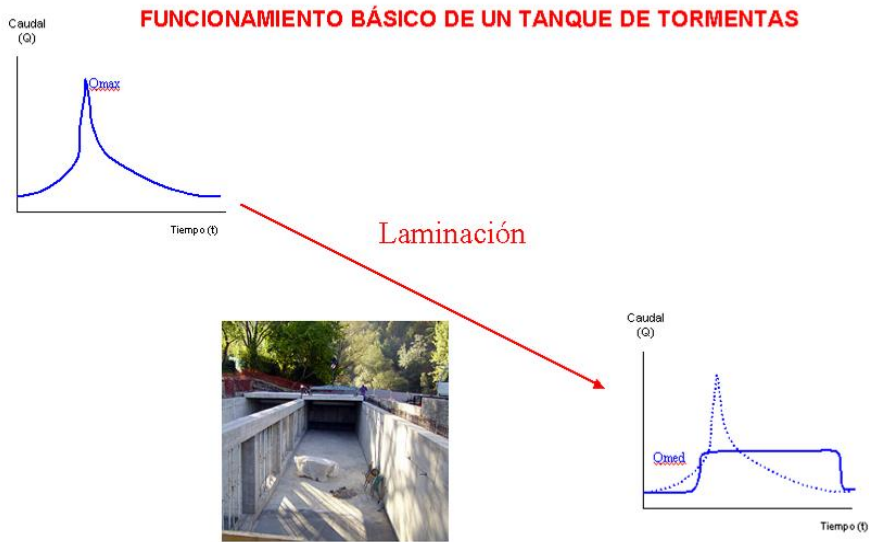 FUNCIONAMIENTO BÁSICO DE UN TANQUE DE TORMENTAS
Caudal
(Q)
Qmax
Tiempo (t)
Laminación
Caudal
(Q)
Qmed
Tiempo (t)